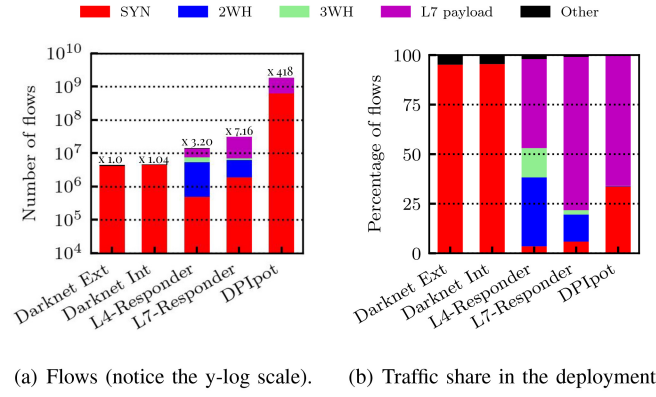 SYN 2WH 3WH L7 payload Other
Number of flows
10^10
10^9
10^8
10^7
10^6
10^5
10^4
x 1.0
x 1.04
x 3.20
x 7.16
x 418
Darknet Ext
Darknet Int
L4-Responder
L7-Responder
DPIpot
Percentage of flows
100
75
50
25
0
Darknet Ext
Darknet Int
L4-Responder
L7-Responder
DPIpot
(a) Flows (notice the y-log scale).
(b) Traffic share in the deployment